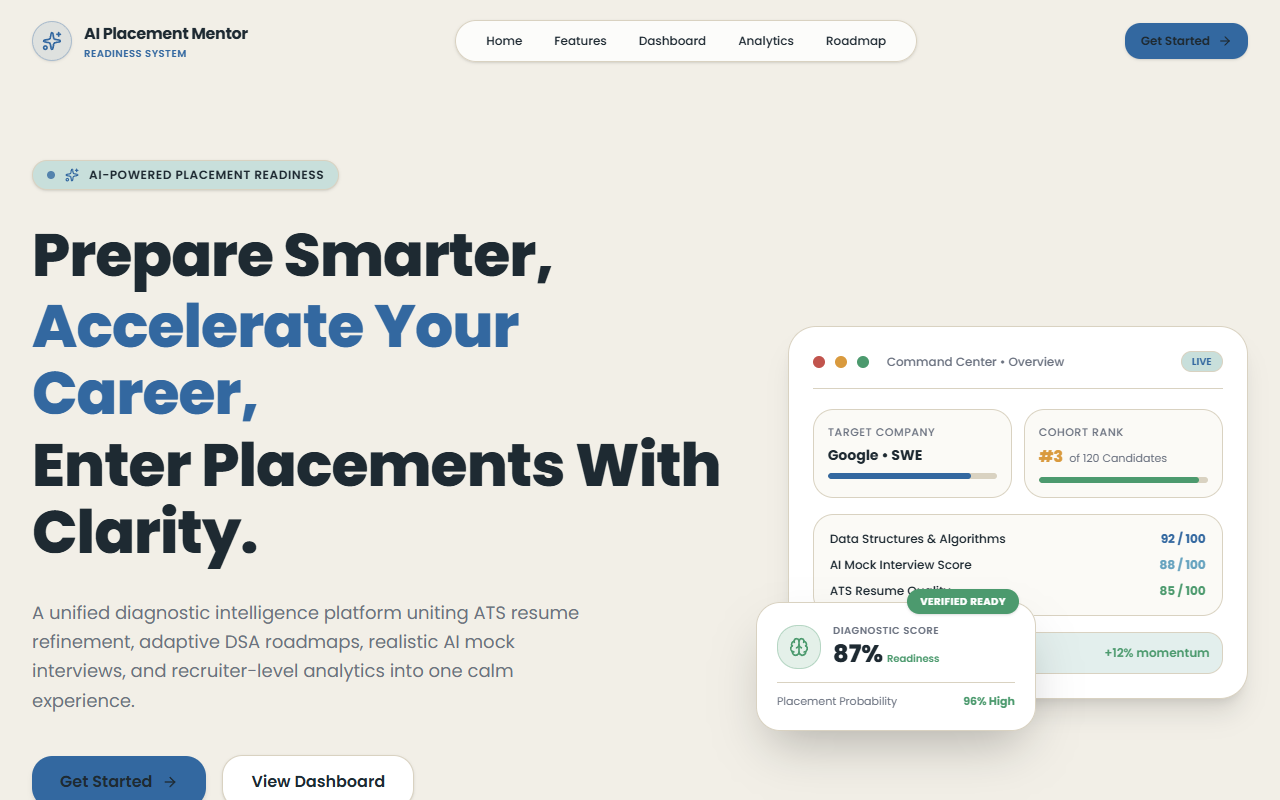 AI Placement Mentor
READINESS SYSTEM
Home
Features
Dashboard
Analytics
Roadmap
Get Started
AI-POWERED PLACEMENT READINESS
Prepare Smarter,
Accelerate Your
Career,
Enter Placements With
Clarity.
A unified diagnostic intelligence platform uniting ATS resume
refinement, adaptive DSA roadmaps, realistic AI mock
interviews, and recruiter-level analytics into one calm
experience.
Get Started
View Dashboard
Command Center • Overview
LIVE
TARGET COMPANY
Google • SWE
COHORT RANK
#3 of 120 Candidates
Data Structures & Algorithms 92 / 100
AI Mock Interview Score 88 / 100
ATS Resume Quality 85 / 100
+12% momentum
VERIFIED READY
DIAGNOSTIC SCORE
87% Readiness
Placement Probability 96% High